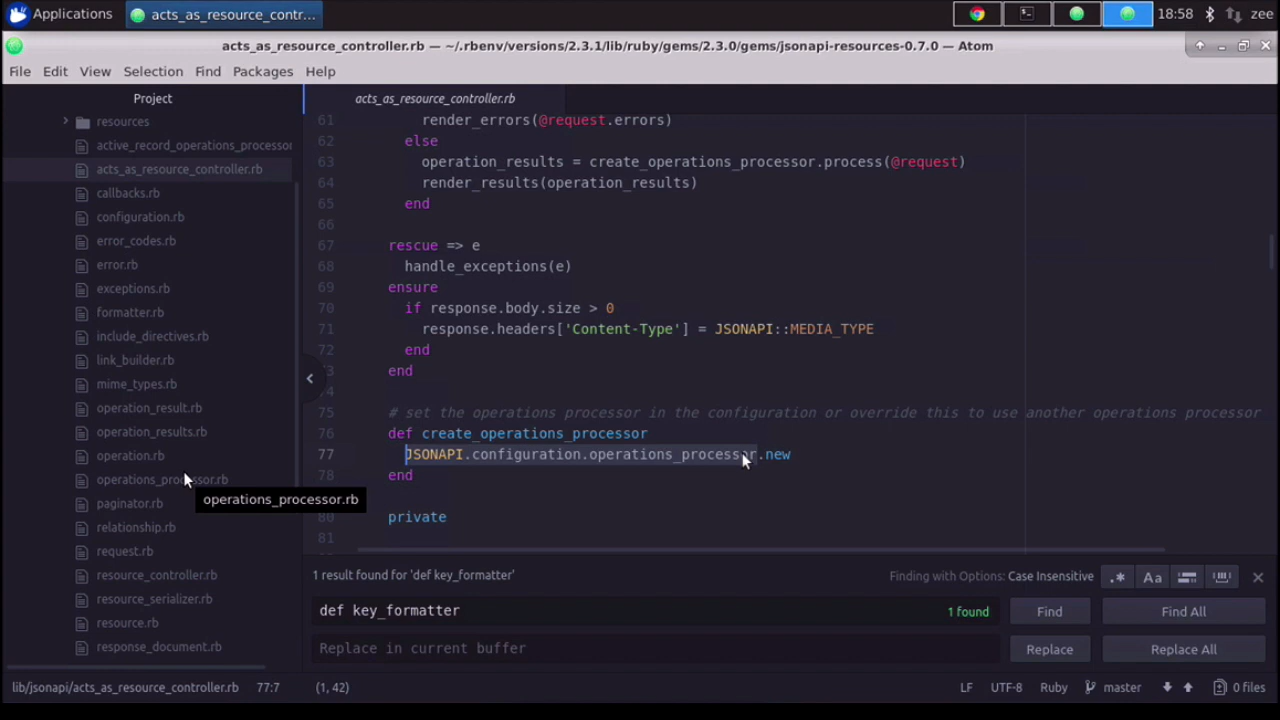 Applications
acts_as_resource_contr...
18:58
zee
acts_as_resource_controller.rb — ~/.rbenv/versions/2.3.1/lib/ruby/gems/2.3.0/gems/jsonapi-resources-0.7.0 — Atom
File Edit View Selection Find Packages Help
Project
resources
active_record_operations_processor
acts_as_resource_controller.rb
callbacks.rb
configuration.rb
error_codes.rb
error.rb
exceptions.rb
formatter.rb
include_directives.rb
link_builder.rb
mime_types.rb
operation_result.rb
operation_results.rb
operation.rb
operations_processor.rb
operations_processor.rb
paginator.rb
relationship.rb
request.rb
resource_controller.rb
resource_serializer.rb
resource.rb
response_document.rb
acts_as_resource_controller.rb
61 render_errors(@request.errors)
62 else
63 operation_results = create_operations_processor.process(@request)
64 render_results(operation_results)
65 end
66
67 rescue => e
68 handle_exceptions(e)
69 ensure
70 if response.body.size > 0
71 response.headers['Content-Type'] = JSONAPI::MEDIA_TYPE
72 end
73 end
74
75 # set the operations processor in the configuration or override this to use another operations processor
76 def create_operations_processor
77 JSONAPI.configuration.operations_processor.new
78 end
80 private
81
1 result found for 'def key_formatter'
Finding with Options: Case Insensitive
.* Aa
def key_formatter
1 found
Find
Find All
Replace in current buffer
Replace
Replace All
lib/jsonapi/acts_as_resource_controller.rb 77:7 (1, 42)
LF UTF-8 Ruby master 0 files